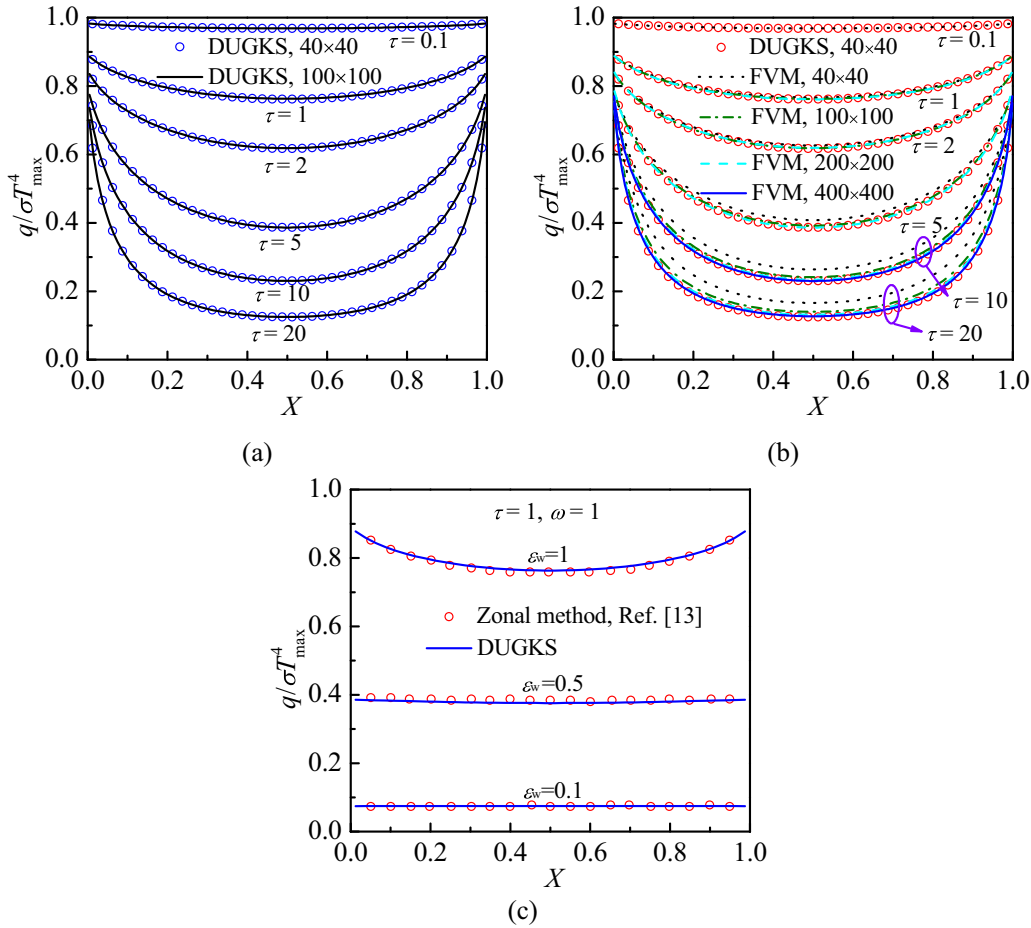 1.0
0.8
0.6
0.4
0.2
0.0
q/σT⁴max
DUGKS, 40×40
DUGKS, 100×100
τ = 0.1
τ = 1
τ = 2
τ = 5
τ = 10
τ = 20
0.0 0.2 0.4 0.6 0.8 1.0
X
(a)
1.0
0.8
0.6
0.4
0.2
0.0
q/σT⁴max
DUGKS, 40×40
FVM, 40×40
FVM, 100×100
FVM, 200×200
FVM, 400×400
τ = 0.1
τ = 1
τ = 2
τ = 5
τ = 10
τ = 20
0.0 0.2 0.4 0.6 0.8 1.0
X
(b)
1.0
0.8
0.6
0.4
0.2
0.0
q/σT⁴max
τ = 1, ω = 1
εw=1
Zonal method, Ref. [13]
DUGKS
εw=0.5
εw=0.1
0.0 0.2 0.4 0.6 0.8 1.0
X
(c)